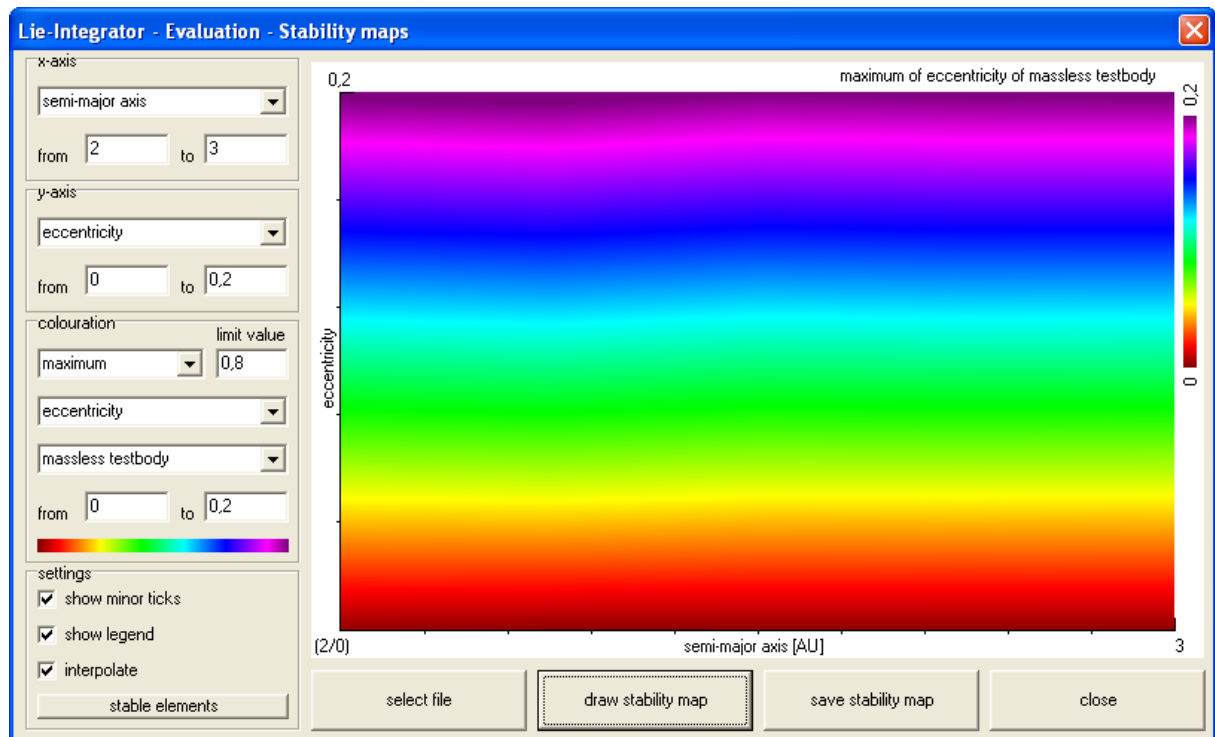 Lie-Integrator - Evaluation - Stability maps
x-axis
semi-major axis
from 2 to 3
y-axis
eccentricity
from 0 to 0,2
colouration
limit value
maximum 0,8
eccentricity
massless testbody
from 0 to 0,2
settings
show minor ticks
show legend
interpolate
stable elements
0,2
maximum of eccentricity of massless testbody
0,2
0
eccentricity
(2/0)
semi-major axis [AU]
3
select file
draw stability map
save stability map
close